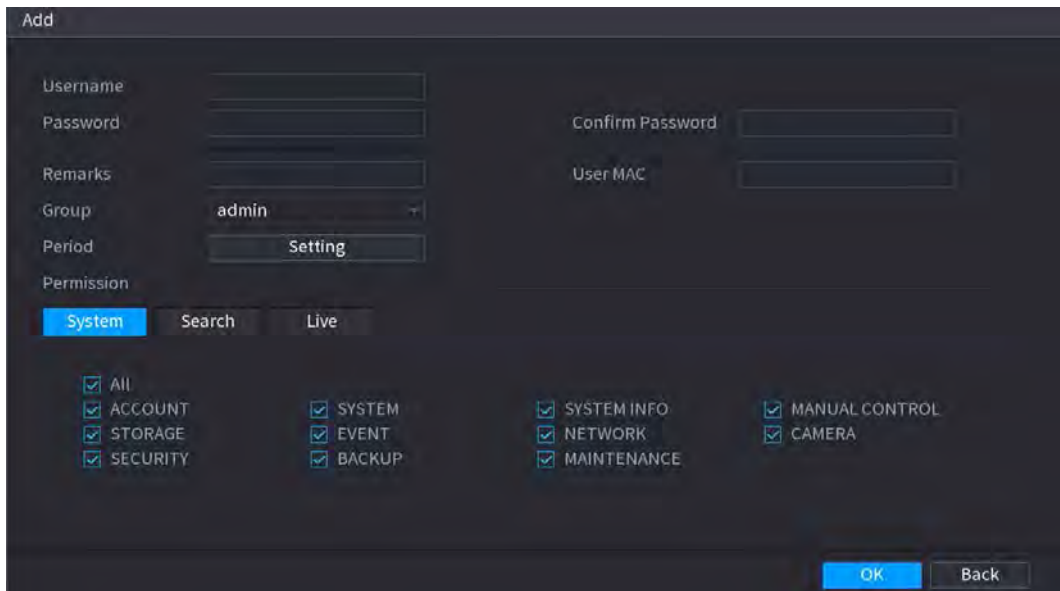 Add
Username
Password Confirm Password
Remarks User MAC
Group admin
Period Setting
Permission
System Search Live
All
ACCOUNT SYSTEM SYSTEM INFO MANUAL CONTROL
STORAGE EVENT NETWORK CAMERA
SECURITY BACKUP MAINTENANCE
OK Back